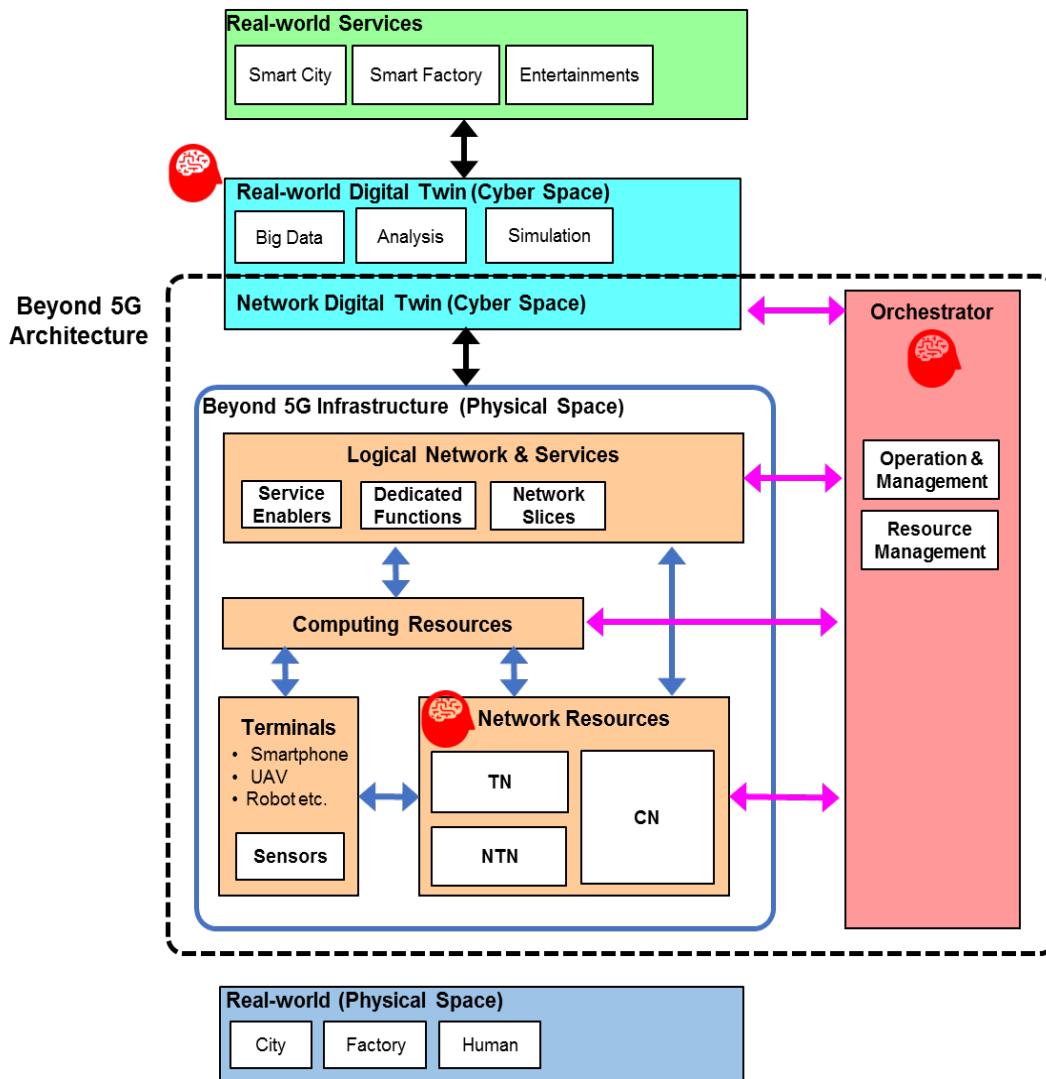 Real-world Services
Smart City
Smart Factory
Entertainments
Real-world Digital Twin (Cyber Space)
Big Data
Analysis
Simulation
Network Digital Twin (Cyber Space)
Beyond 5G
Architecture
Orchestrator
Operation &
Management
Resource
Management
Beyond 5G Infrastructure (Physical Space)
Logical Network & Services
Service
Enablers
Dedicated
Functions
Network
Slices
Computing Resources
Terminals
• Smartphone
• UAV
• Robot etc.
Sensors
Network Resources
TN
NTN
CN
Real-world (Physical Space)
City
Factory
Human